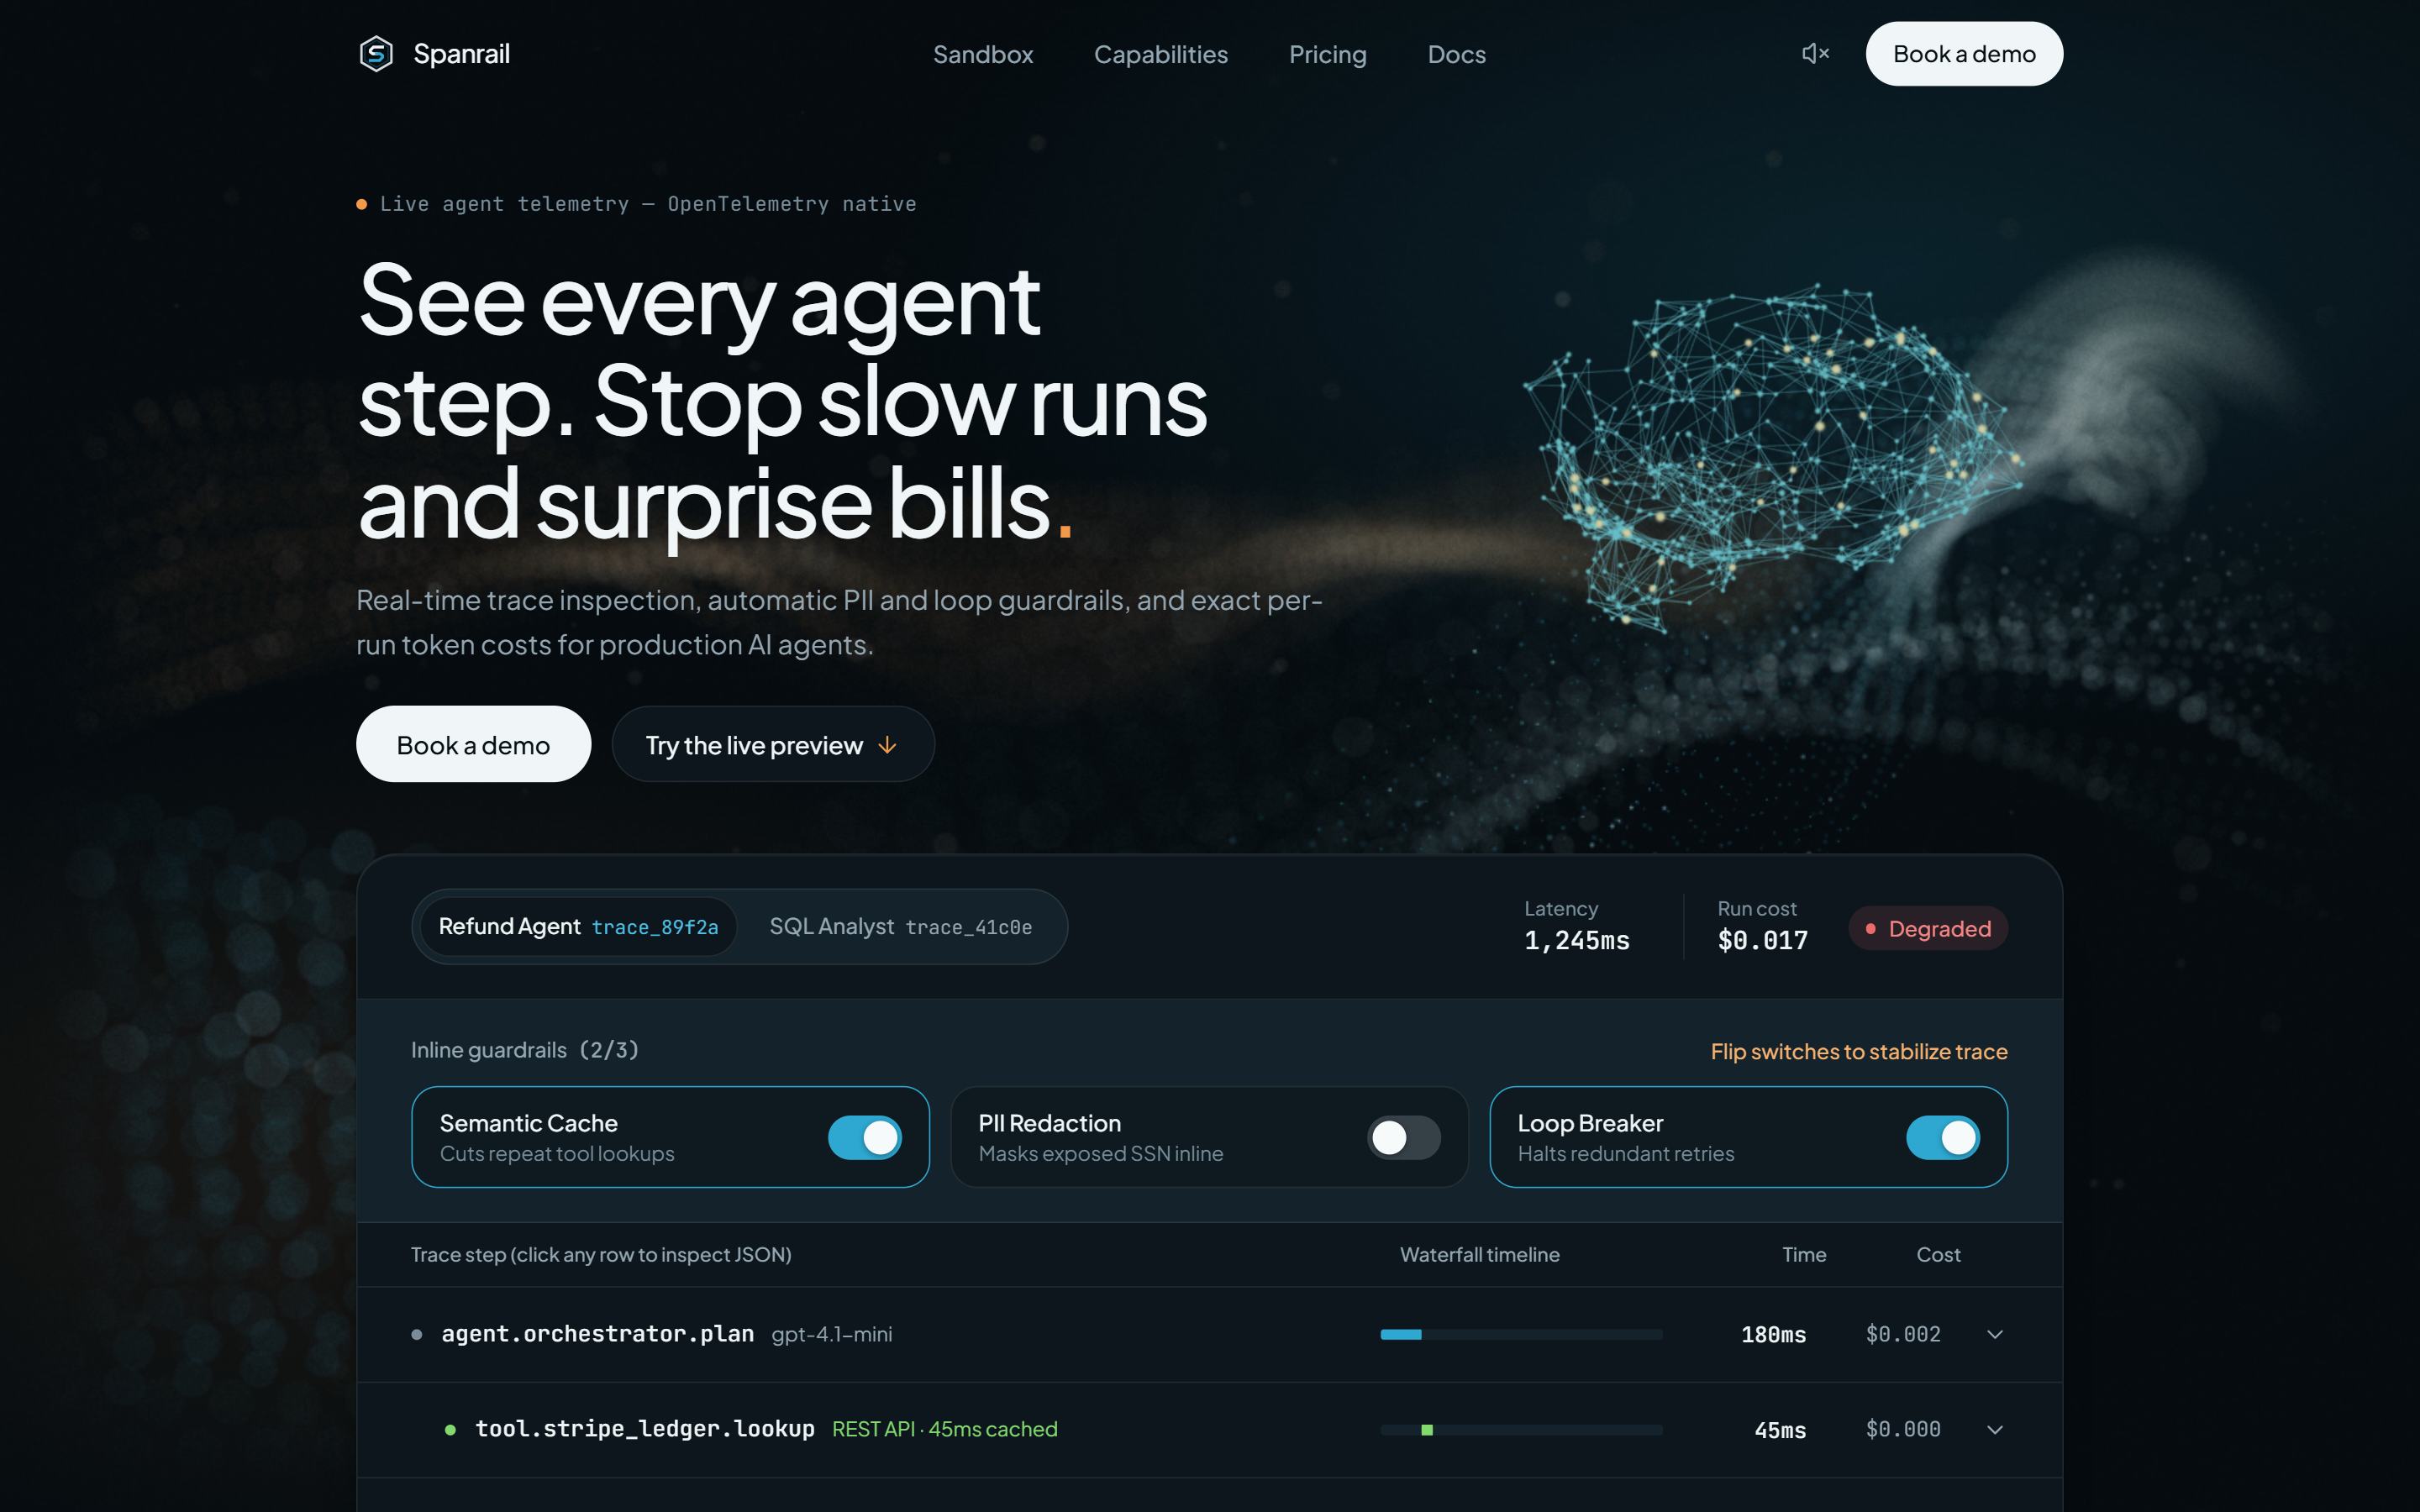 Spanrail
Sandbox Capabilities Pricing Docs
Book a demo
Live agent telemetry — OpenTelemetry native
See every agent
step. Stop slow runs
and surprise bills.
Real-time trace inspection, automatic PII and loop guardrails, and exact per-
run token costs for production AI agents.
Book a demo
Try the live preview ↓
Refund Agent trace_89f2a
SQL Analyst trace_41c0e
Latency
1,245ms
Run cost
$0.017
Degraded
Inline guardrails (2/3)
Flip switches to stabilize trace
Semantic Cache
Cuts repeat tool lookups
PII Redaction
Masks exposed SSN inline
Loop Breaker
Halts redundant retries
Trace step (click any row to inspect JSON) Waterfall timeline Time Cost
agent.orchestrator.plan gpt-4.1-mini 180ms $0.002
tool.stripe_ledger.lookup REST API · 45ms cached 45ms $0.000